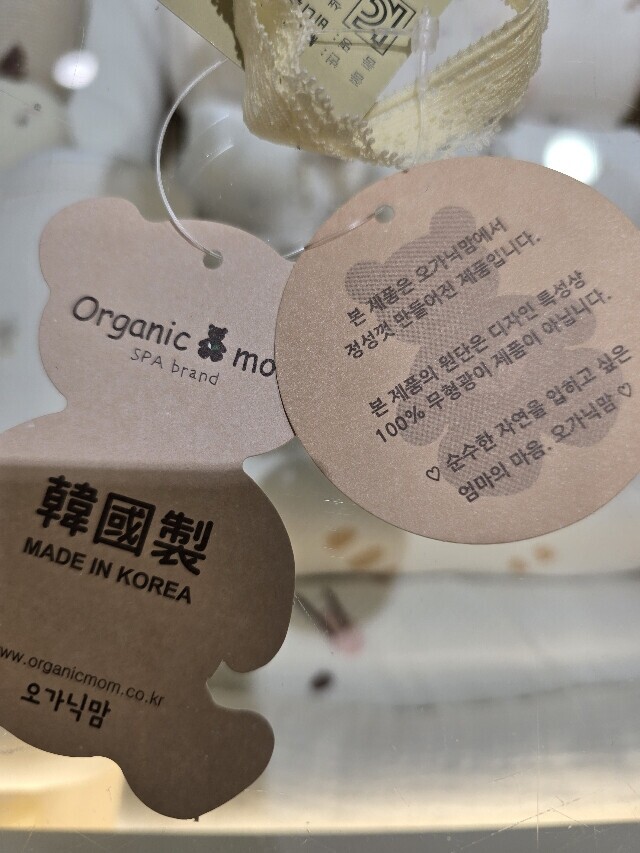 Organic mo
SPA brand
韓國製
MADE IN KOREA
www.organicmom.co.kr
오가닉맘
본 제품은 오가닉맘에서
정성껏 만들어진 제품입니다.
본 제품의 원단은 디자인 특성상
100% 무형광이 제품이 아닙니다.
♡ 순수한 자연을 입히고 싶은
엄마의 마음. 오가닉맘 ♡